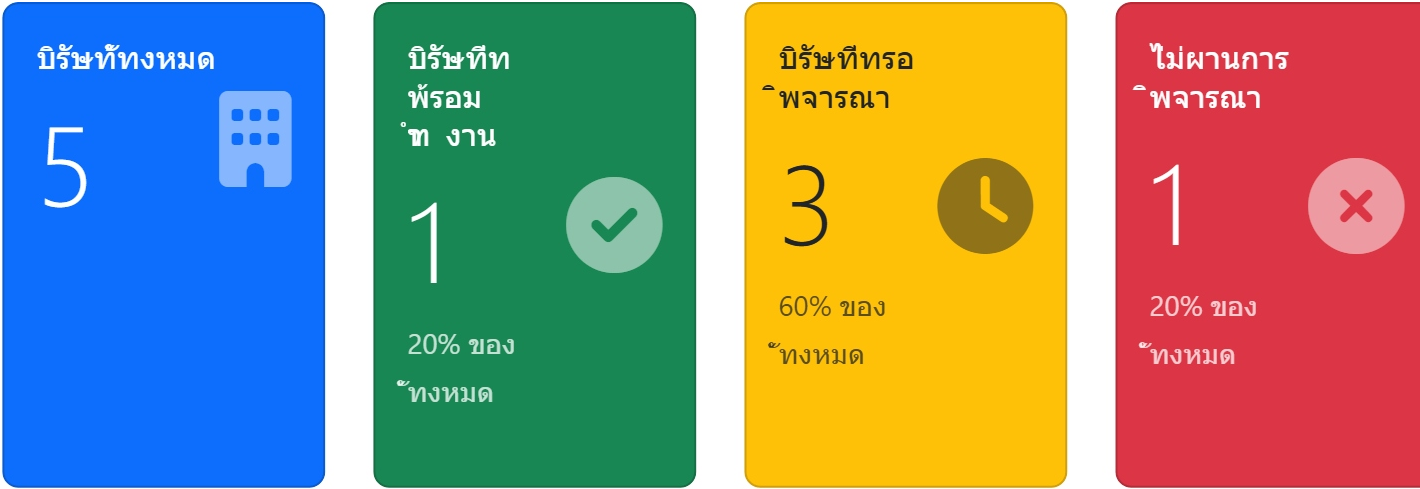 บริษัททั้งหมด
5
บริษัทที่
พร้อม
ทำงาน
1
20% ของ
ทั้งหมด
บริษัทที่รอ
พิจารณา
3
60% ของ
ทั้งหมด
ไม่ผ่านการ
พิจารณา
1
20% ของ
ทั้งหมด